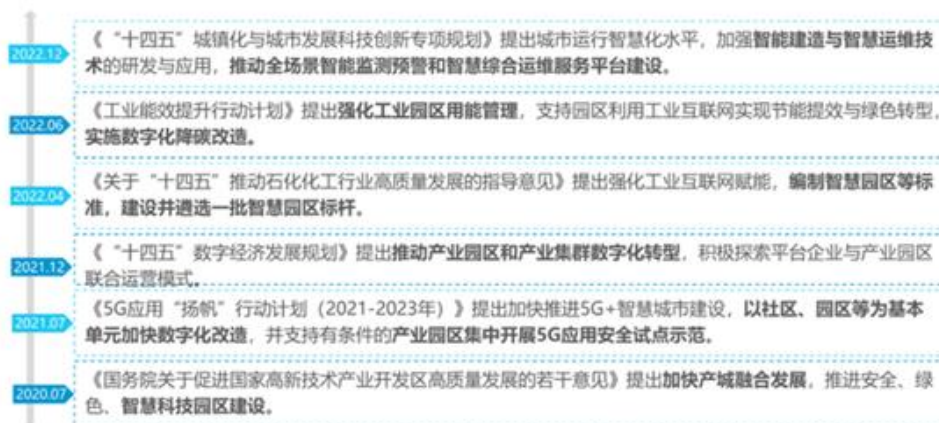 2022.12
《 “十四五” 城镇化与城市发展科技创新专项规划》提出城市运行智慧化水平，加强智能建造与智慧运维技
术的研发与应用，推动全场景智能监测预警和智慧综合运维服务平台建设。
2022.06
《工业能效提升行动计划》提出强化工业园区用能管理，支持园区利用工业互联网实现节能提效与绿色转型，
实施数字化降碳改造。
2022.04
《关于 “十四五” 推动石化化工行业高质量发展的指导意见》提出强化工业互联网赋能，编制智慧园区等标
准，建设并遴选一批智慧园区标杆。
2021.12
《 “十四五” 数字经济发展规划》提出推动产业园区和产业集群数字化转型，积极探索平台企业与产业园区
联合运营模式。
2021.07
《5G应用 “扬帆” 行动计划（2021-2023年）》提出加快推进5G+智慧城市建设，以社区、园区等为基本
单元加快数字化改造，并支持有条件的产业园区集中开展5G应用安全试点示范。
2020.07
《国务院关于促进国家高新技术产业开发区高质量发展的若干意见》提出加快产城融合发展，推进安全、绿
色、智慧科技园区建设。